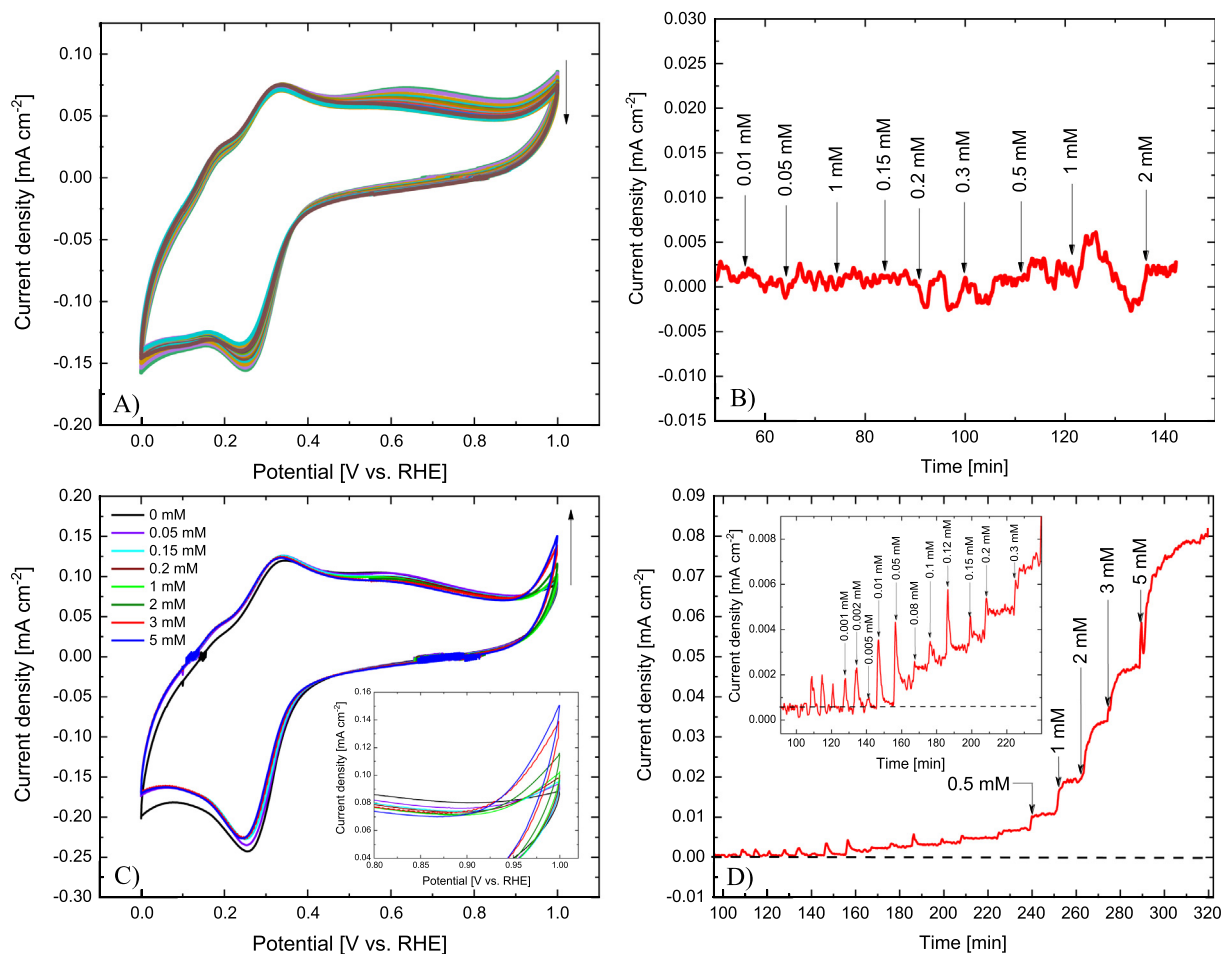 0.10
0.05
0.00
-0.05
-0.10
-0.15
-0.20
Current density [mA cm-2]
A)
0.0 0.2 0.4 0.6 0.8 1.0
Potential [V vs. RHE]
0.030
0.025
0.020
0.015
0.010
0.005
0.000
-0.005
-0.010
-0.015
Current density [mA cm-2]
0.01 mM
0.05 mM
1 mM
0.15 mM
0.2 mM
0.3 mM
0.5 mM
1 mM
2 mM
B)
60 80 100 120 140
Time [min]
0.20
0.15
0.10
0.05
0.00
-0.05
-0.10
-0.15
-0.20
-0.25
-0.30
Current density [mA cm-2]
0 mM
0.05 mM
0.15 mM
0.2 mM
1 mM
2 mM
3 mM
5 mM
0.16
0.14
0.12
0.10
0.08
0.06
0.04
Current density [mA cm-2]
0.80 0.85 0.90 0.95 1.00
Potential [V vs. RHE]
C)
0.0 0.2 0.4 0.6 0.8 1.0
Potential [V vs. RHE]
0.09
0.08
0.07
0.06
0.05
0.04
0.03
0.02
0.01
0.00
-0.01
Current density [mA cm-2]
0.008
0.006
0.004
0.002
0.000
Current density [mA cm-2]
0.001 mM
0.002 mM
0.005 mM
0.01 mM
0.05 mM
0.08 mM
0.1 mM
0.12 mM
0.15 mM
0.2 mM
0.3 mM
100 120 140 160 180 200 220
Time [min]
0.5 mM
1 mM
2 mM
3 mM
5 mM
D)
100 120 140 160 180 200 220 240 260 280 300 320
Time [min]